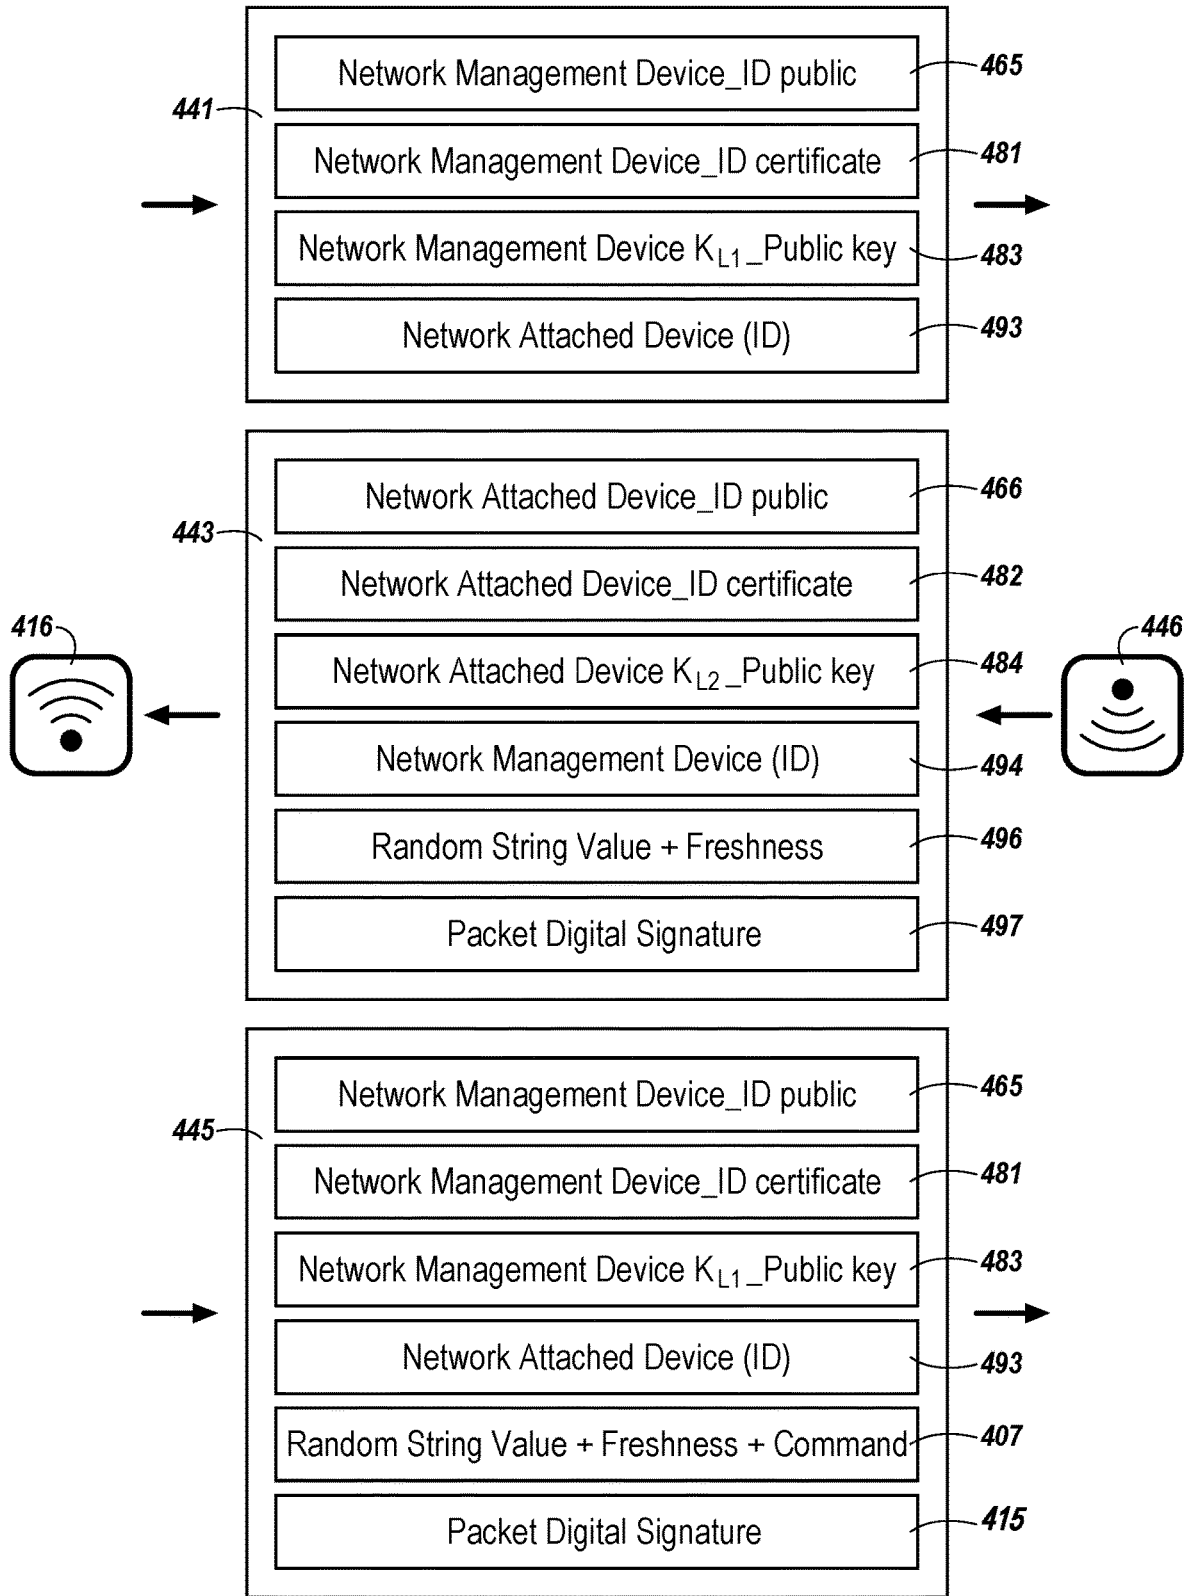 Network Management Device_ID public
465
441
Network Management Device_ID certificate
481
Network Management Device K_L1_Public key
483
Network Attached Device (ID)
493
Network Attached Device_ID public
466
443
Network Attached Device_ID certificate
482
416
446
Network Attached Device K_L2_Public key
484
Network Management Device (ID)
494
Random String Value + Freshness
496
Packet Digital Signature
497
Network Management Device_ID public
465
445
Network Management Device_ID certificate
481
Network Management Device K_L1_Public key
483
Network Attached Device (ID)
493
Random String Value + Freshness + Command
407
Packet Digital Signature
415